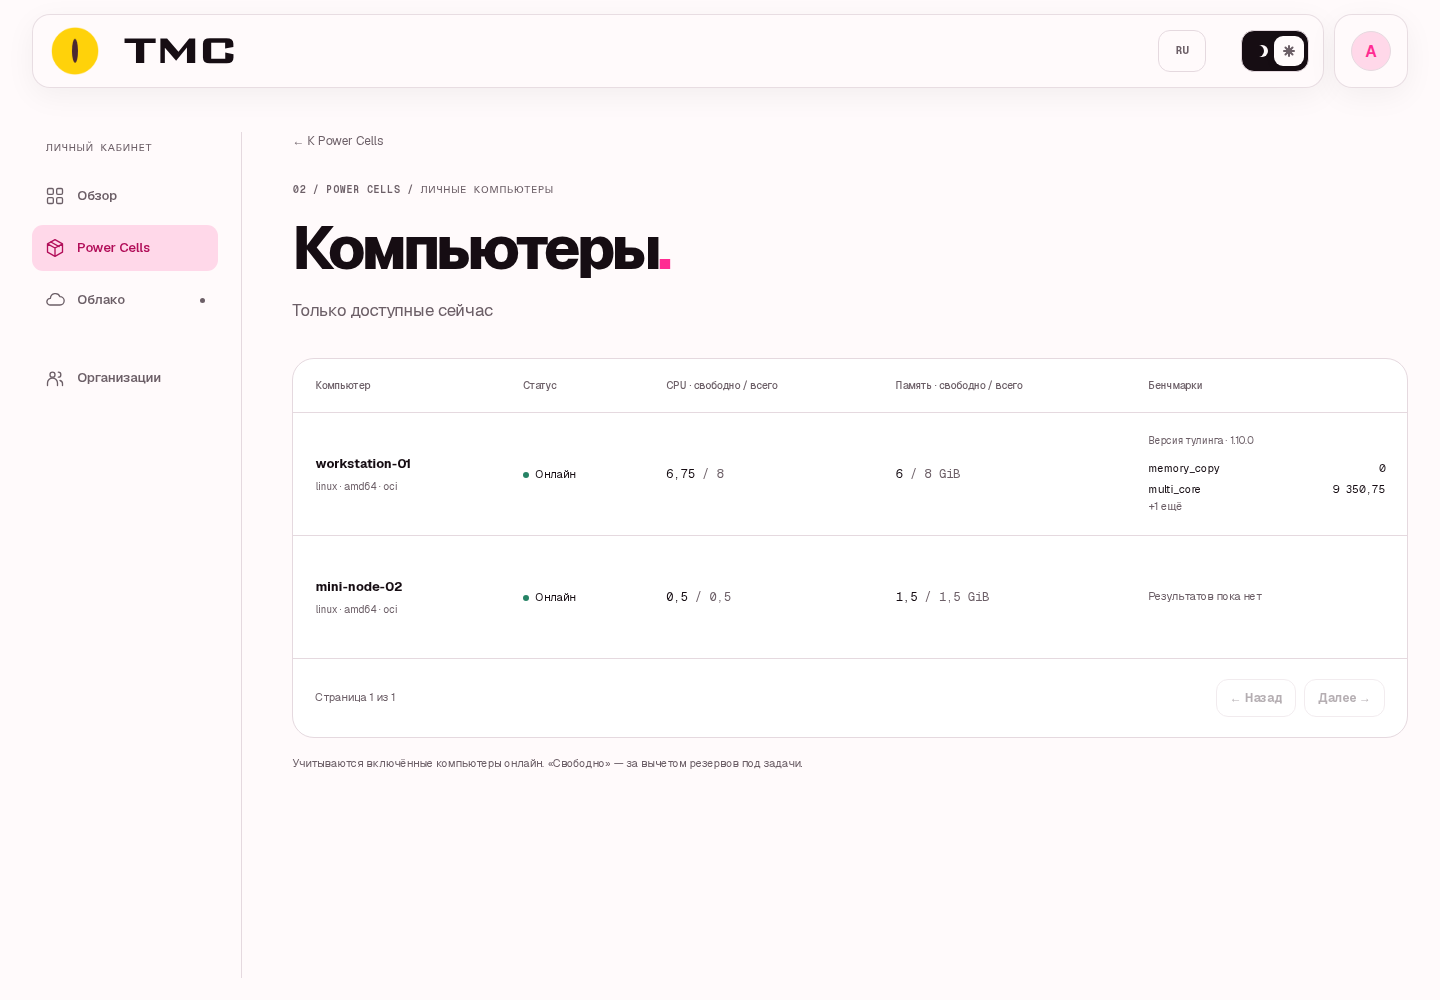 TMC
RU
A
ЛИЧНЫЙ КАБИНЕТ
Обзор
Power Cells
Облако
Организации
← К Power Cells
02 / POWER CELLS / ЛИЧНЫЕ КОМПЬЮТЕРЫ
Компьютеры.
Только доступные сейчас
Компьютер Статус CPU · свободно / всего Память · свободно / всего Бенчмарки
workstation-01
linux · amd64 · oci
Онлайн
6,75 / 8
6 / 8 GiB
Версия тулинга · 1.10.0
memory_copy 0
multi_core 9 350,75
+1 ещё
mini-node-02
linux · amd64 · oci
Онлайн
0,5 / 0,5
1,5 / 1,5 GiB
Результатов пока нет
Страница 1 из 1
← Назад
Далее →
Учитываются включённые компьютеры онлайн. «Свободно» — за вычетом резервов под задачи.